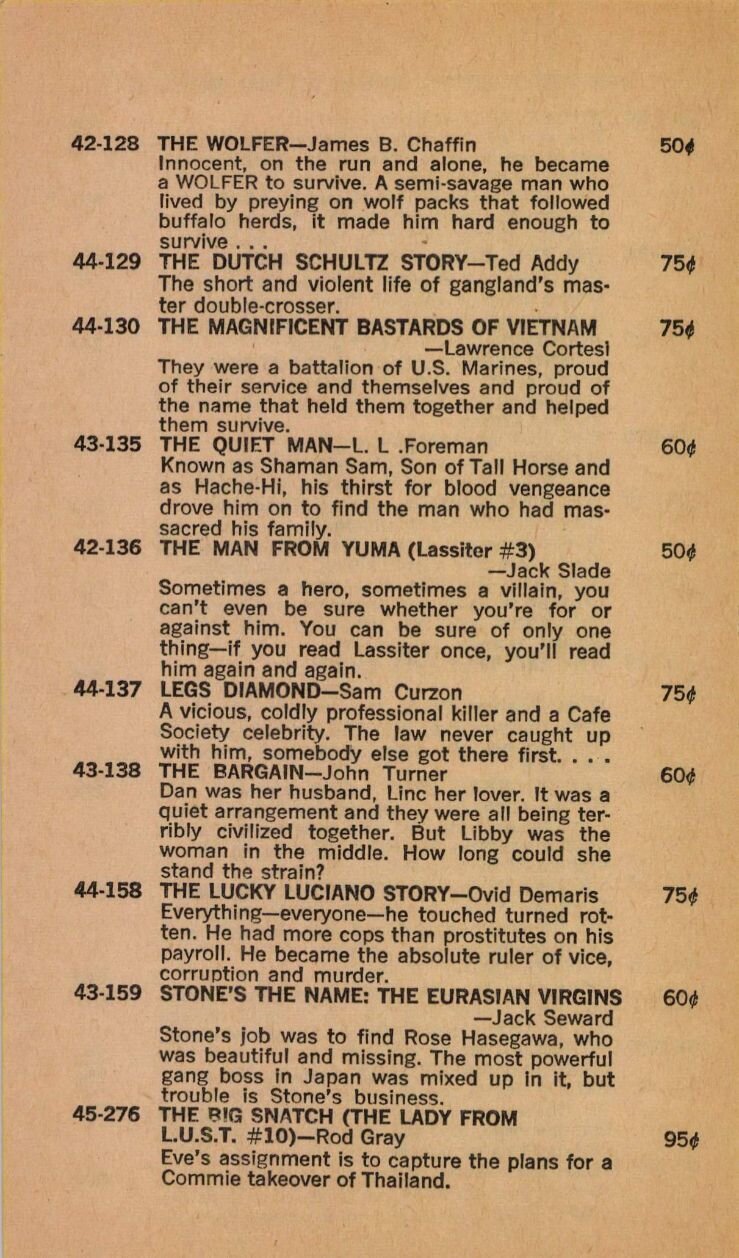 42-128 THE WOLFER—James B. Chaffin 50¢
Innocent, on the run and alone, he became
a WOLFER to survive. A semi-savage man who
lived by preying on wolf packs that followed
buffalo herds, it made him hard enough to
survive . . .
44-129 THE DUTCH SCHULTZ STORY—Ted Addy 75¢
The short and violent life of gangland's mas-
ter double-crosser.
44-130 THE MAGNIFICENT BASTARDS OF VIETNAM 75¢
—Lawrence Cortesi
They were a battalion of U.S. Marines, proud
of their service and themselves and proud of
the name that held them together and helped
them survive.
43-135 THE QUIET MAN—L. L .Foreman 60¢
Known as Shaman Sam, Son of Tall Horse and
as Hache-Hi, his thirst for blood vengeance
drove him on to find the man who had mas-
sacred his family.
42-136 THE MAN FROM YUMA (Lassiter #3) 50¢
—Jack Slade
Sometimes a hero, sometimes a villain, you
can't even be sure whether you're for or
against him. You can be sure of only one
thing—if you read Lassiter once, you'll read
him again and again.
44-137 LEGS DIAMOND—Sam Curzon 75¢
A vicious, coldly professional killer and a Cafe
Society celebrity. The law never caught up
with him, somebody else got there first. . . .
43-138 THE BARGAIN—John Turner 60¢
Dan was her husband, Linc her lover. It was a
quiet arrangement and they were all being ter-
ribly civilized together. But Libby was the
woman in the middle. How long could she
stand the strain?
44-158 THE LUCKY LUCIANO STORY—Ovid Demaris 75¢
Everything—everyone—he touched turned rot-
ten. He had more cops than prostitutes on his
payroll. He became the absolute ruler of vice,
corruption and murder.
43-159 STONE'S THE NAME: THE EURASIAN VIRGINS 60¢
—Jack Seward
Stone's job was to find Rose Hasegawa, who
was beautiful and missing. The most powerful
gang boss in Japan was mixed up in it, but
trouble is Stone's business.
45-276 THE BIG SNATCH (THE LADY FROM
L.U.S.T. #10)—Rod Gray 95¢
Eve's assignment is to capture the plans for a
Commie takeover of Thailand.